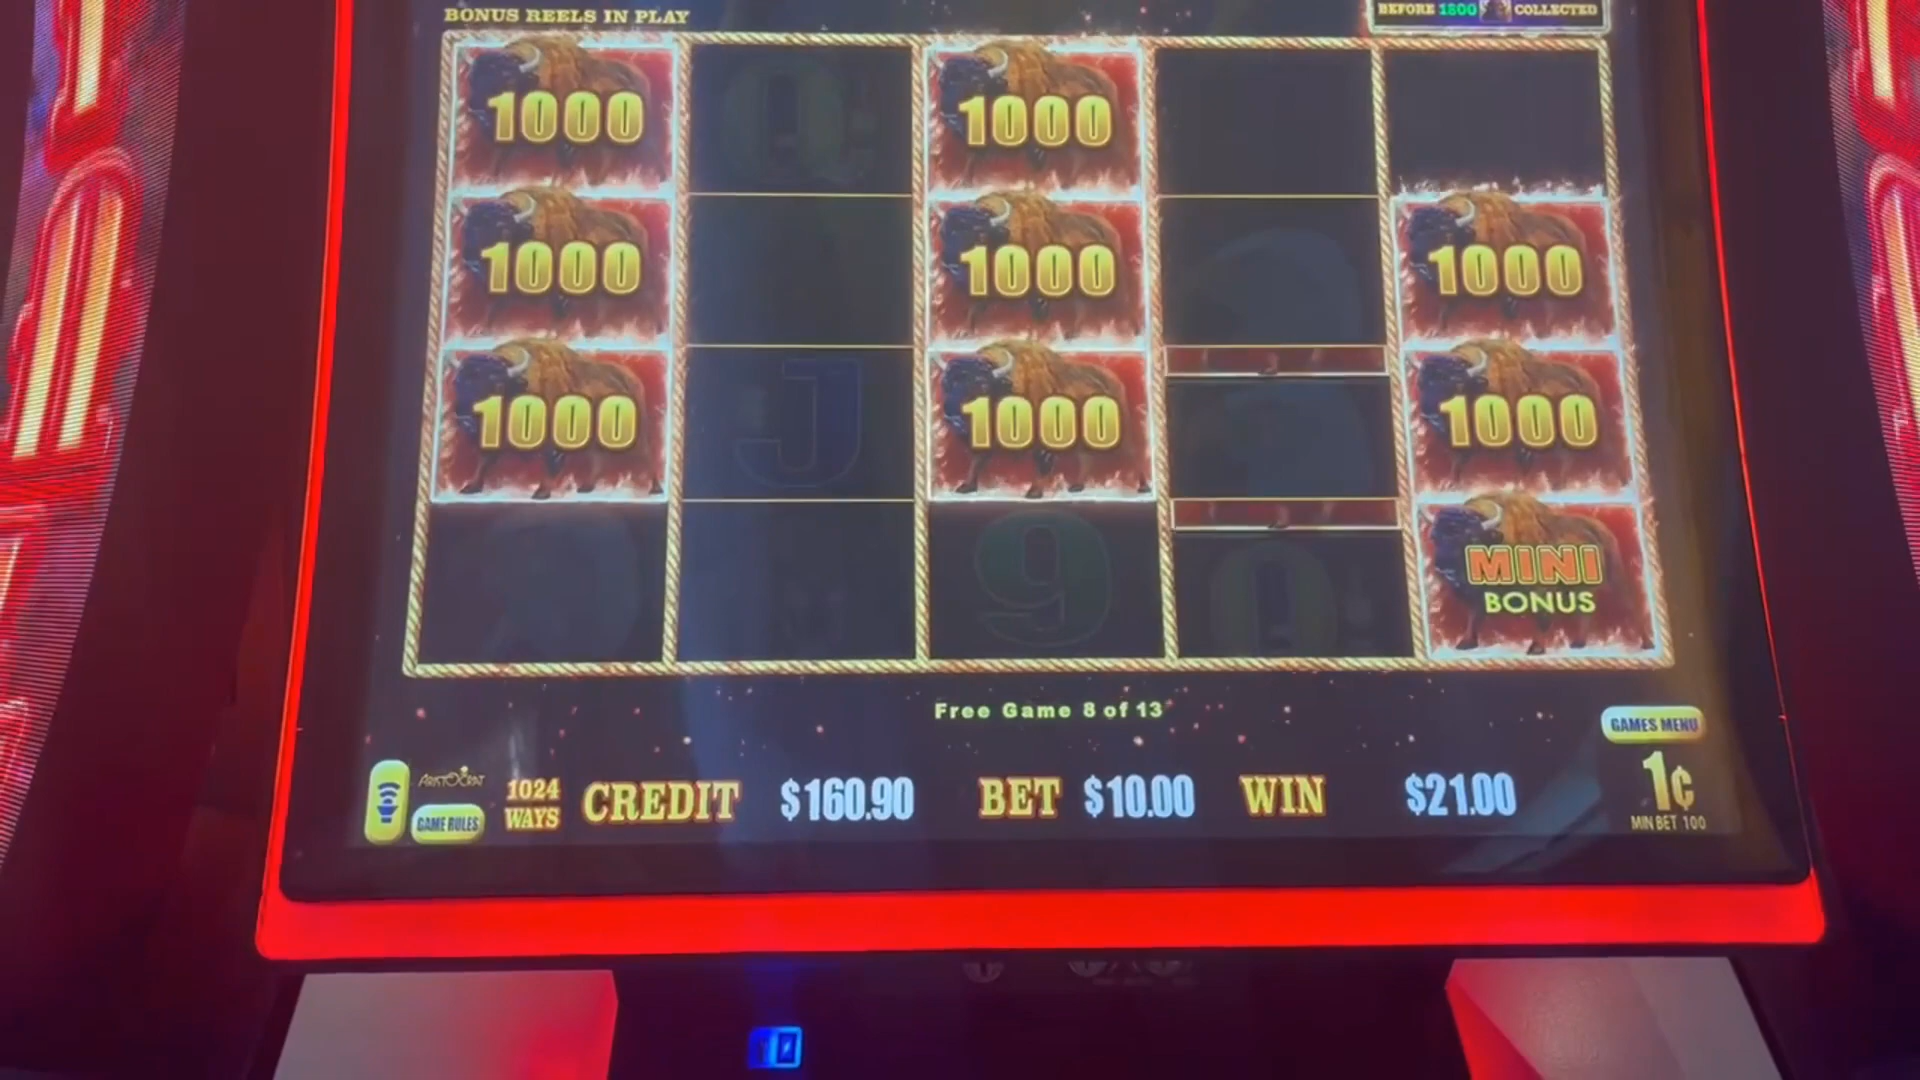 BONUS REELS IN PLAY
BEFORE 1800 COLLECTED
1000
1000
1000
1000
1000
1000
1000
1000
J
9
MINI
BONUS
Free Game 8 of 13
GAMES MENU
ARISTOCRAT
GAME RULES
1024
WAYS
CREDIT $160.90
BET $10.00
WIN $21.00
1¢
MIN BET 100